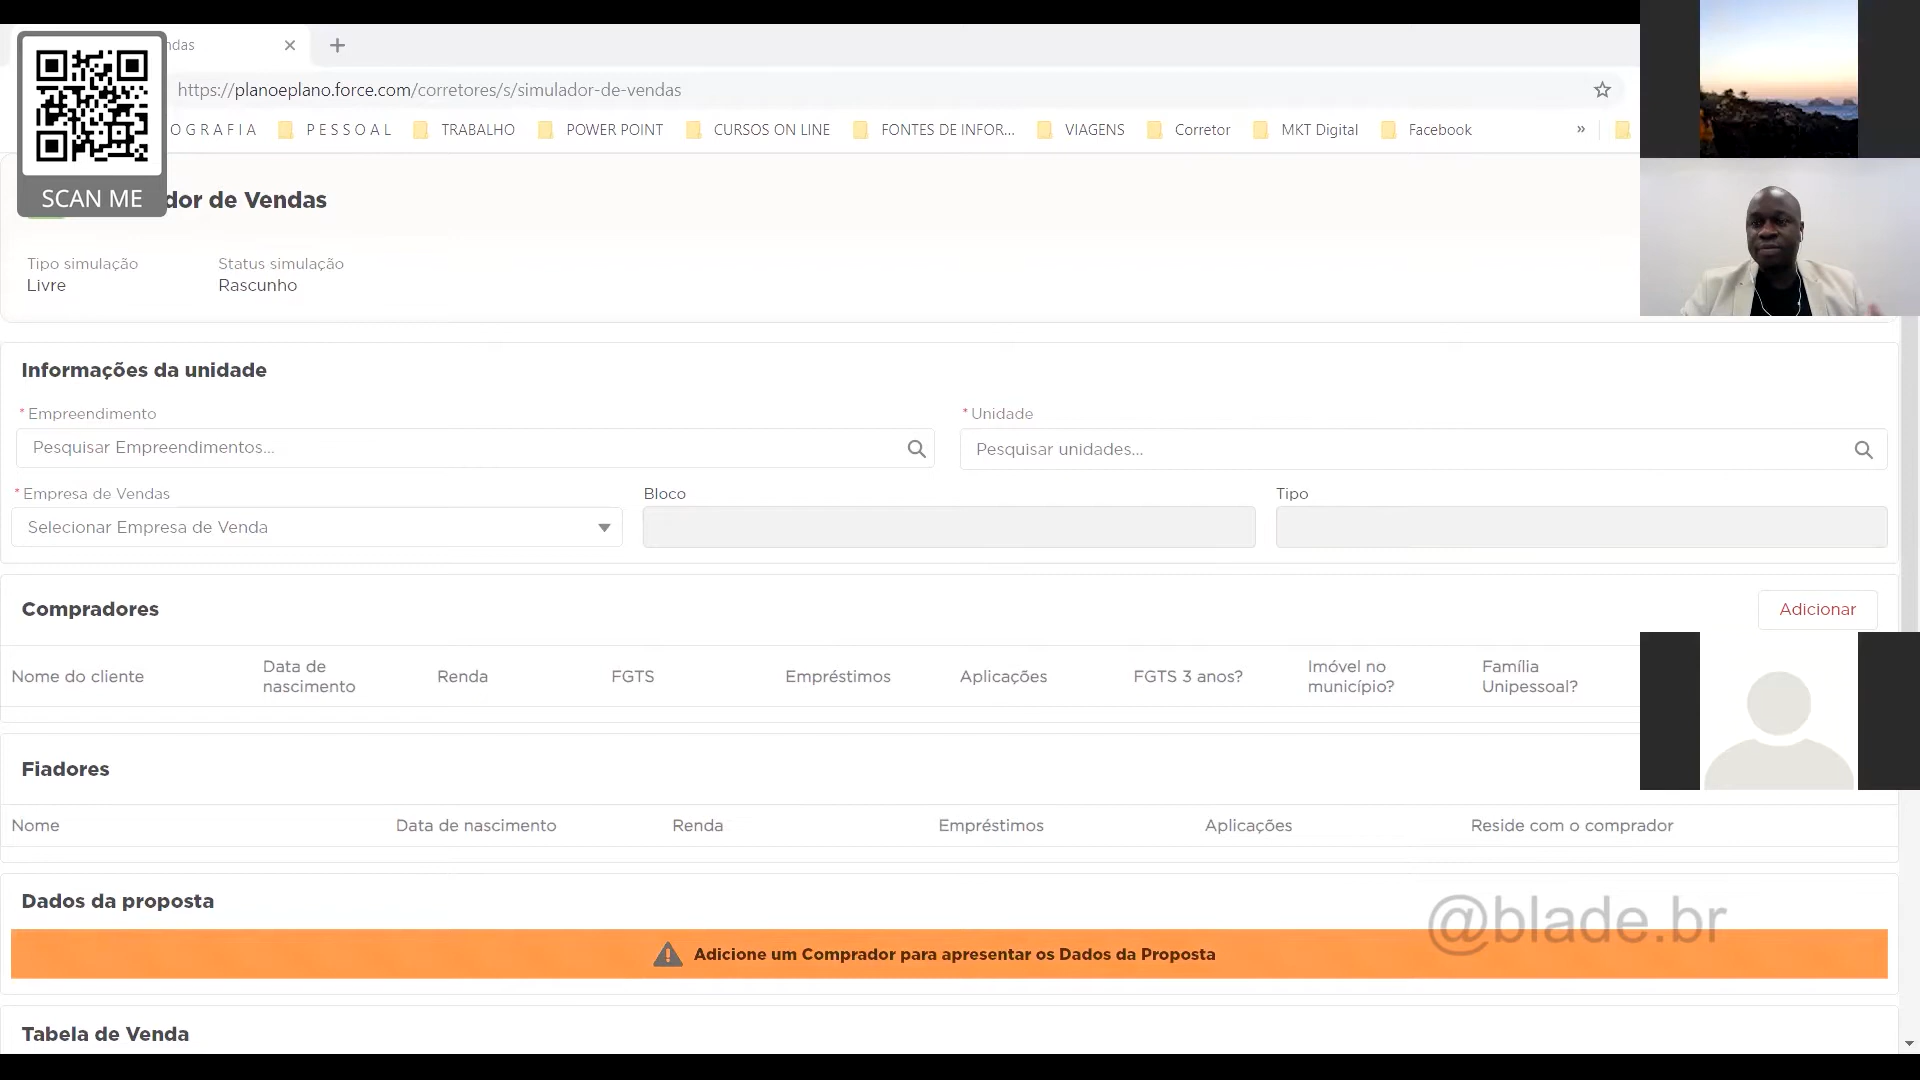 ndas
https://planoeplano.force.com/corretores/s/simulador-de-vendas
OGRAFIA PESSOAL TRABALHO POWER POINT CURSOS ON LINE FONTES DE INFOR... VIAGENS Corretor MKT Digital Facebook »
SCAN ME
dor de Vendas
Tipo simulação Status simulação
Livre Rascunho
Informações da unidade
* Empreendimento * Unidade
Pesquisar Empreendimentos... Pesquisar unidades...
* Empresa de Vendas Bloco Tipo
Selecionar Empresa de Venda
Compradores Adicionar
Nome do cliente Data de nascimento Renda FGTS Empréstimos Aplicações FGTS 3 anos? Imóvel no município? Família Unipessoal?
Fiadores
Nome Data de nascimento Renda Empréstimos Aplicações Reside com o comprador
Dados da proposta
@blade.br
Adicione um Comprador para apresentar os Dados da Proposta
Tabela de Venda